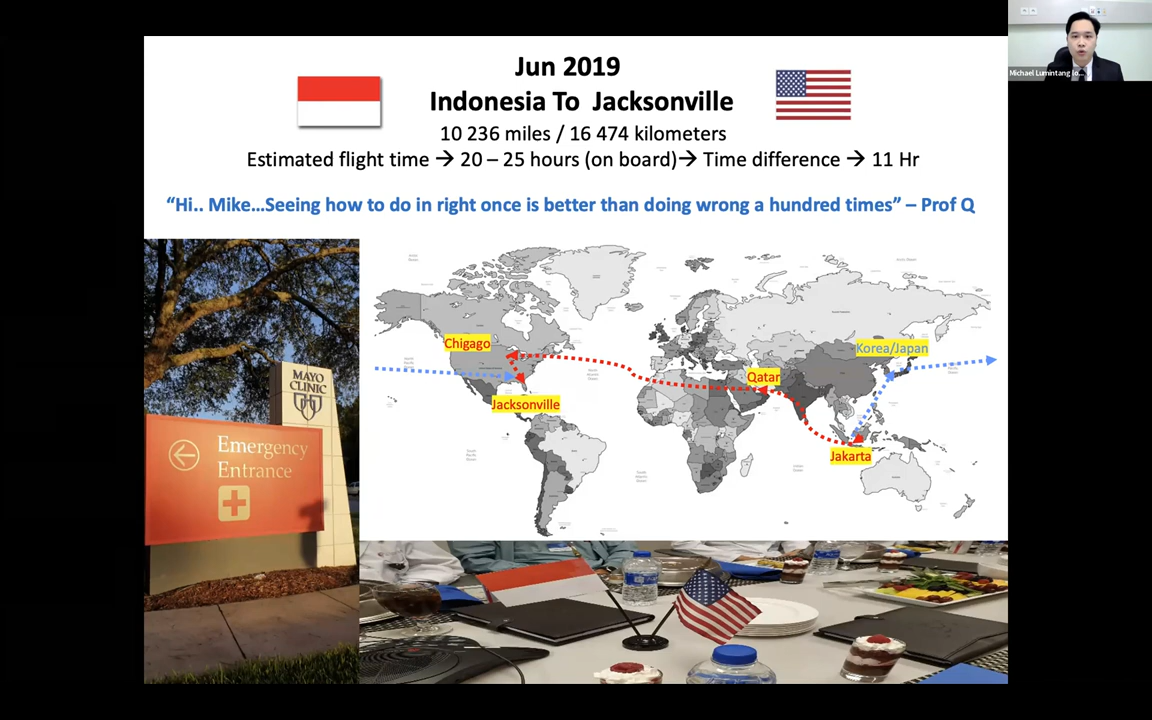 Jun 2019
Indonesia To Jacksonville
10 236 miles / 16 474 kilometers
Estimated flight time → 20 – 25 hours (on board)→ Time difference → 11 Hr
“Hi.. Mike...Seeing how to do in right once is better than doing wrong a hundred times” – Prof Q
Michael Lumintang (o...
Chigago
Korea/Japan
Qatar
Jacksonville
Jakarta
MAYO
CLINIC
Emergency
Entrance